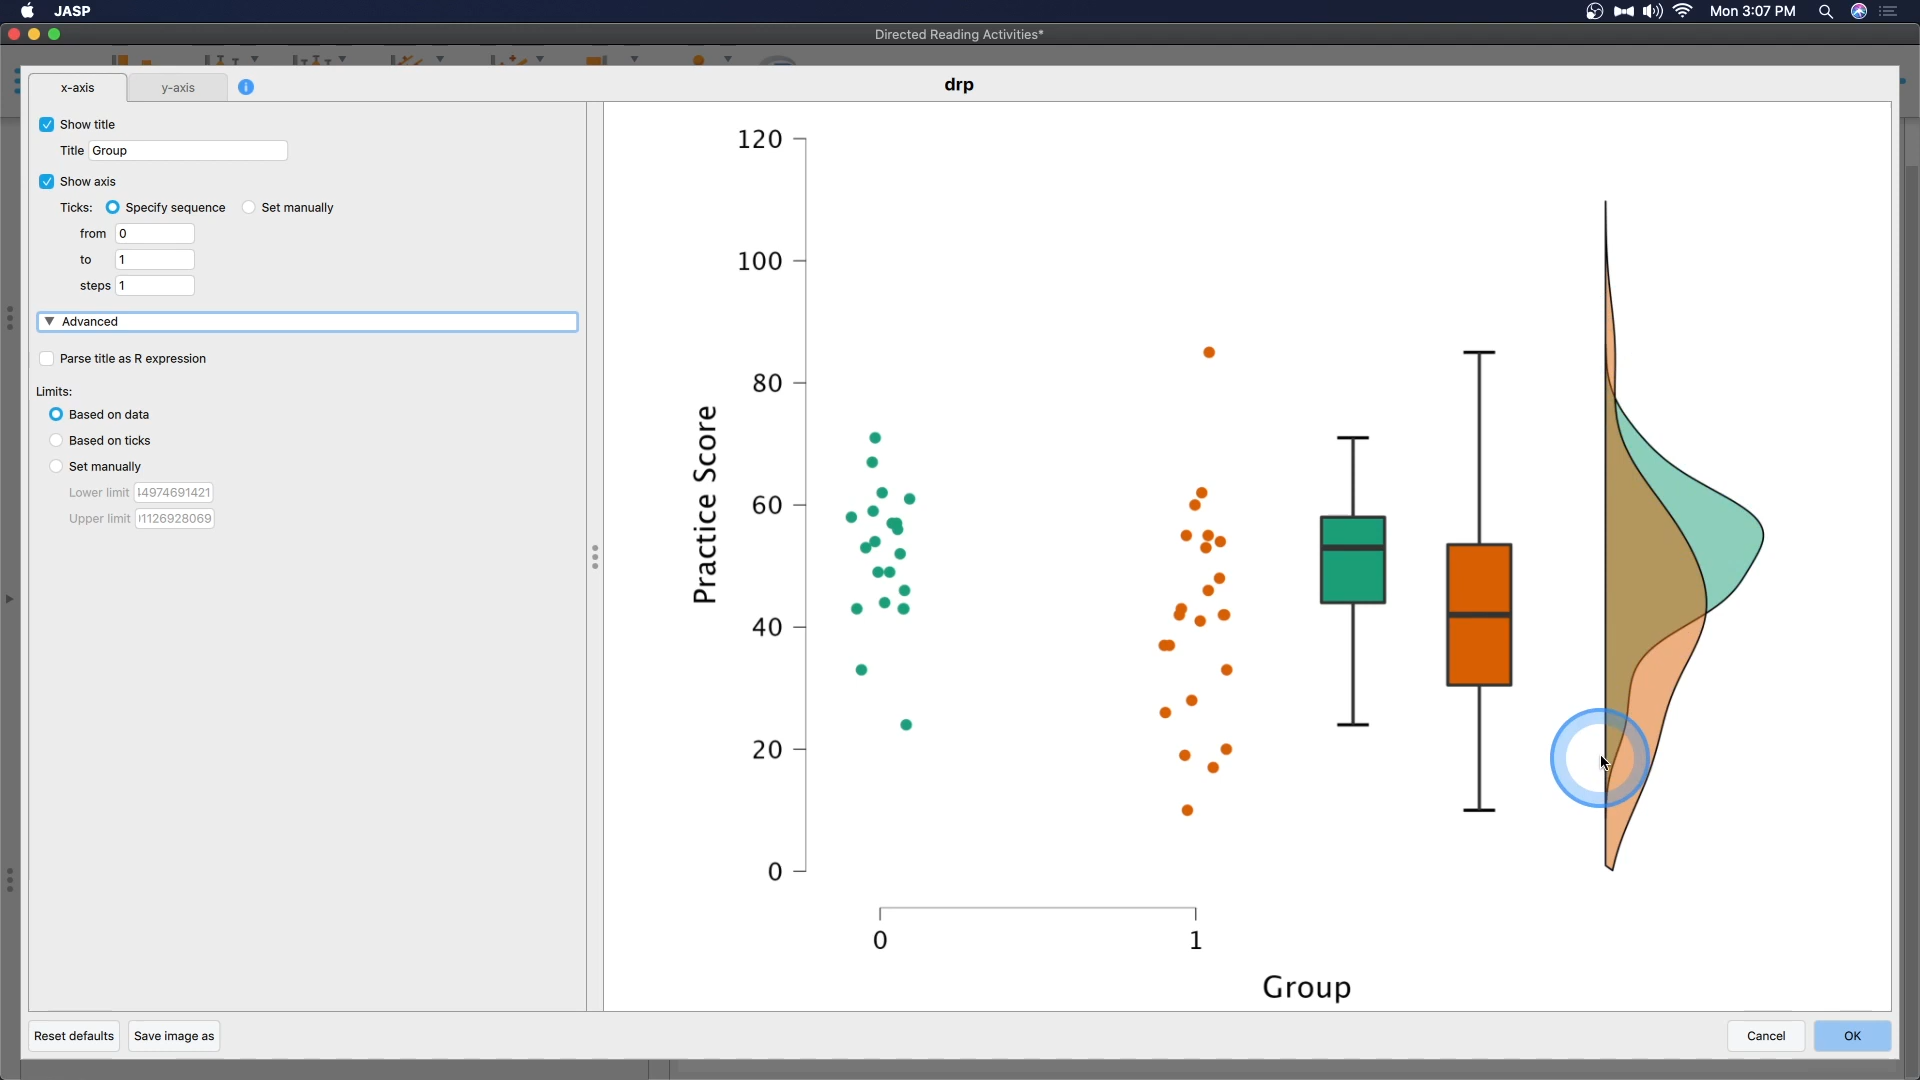 JASP
Mon 3:07 PM
Directed Reading Activities*
x-axis
y-axis
i
drp
Show title
Title Group
Show axis
Ticks: Specify sequence Set manually
from 0
to 1
steps 1
Advanced
Parse title as R expression
Limits:
Based on data
Based on ticks
Set manually
Lower limit 44974691421
Upper limit 1126928069
120
100
80
60
40
20
0
Practice Score
0 1
Group
Reset defaults
Save image as
Cancel
OK